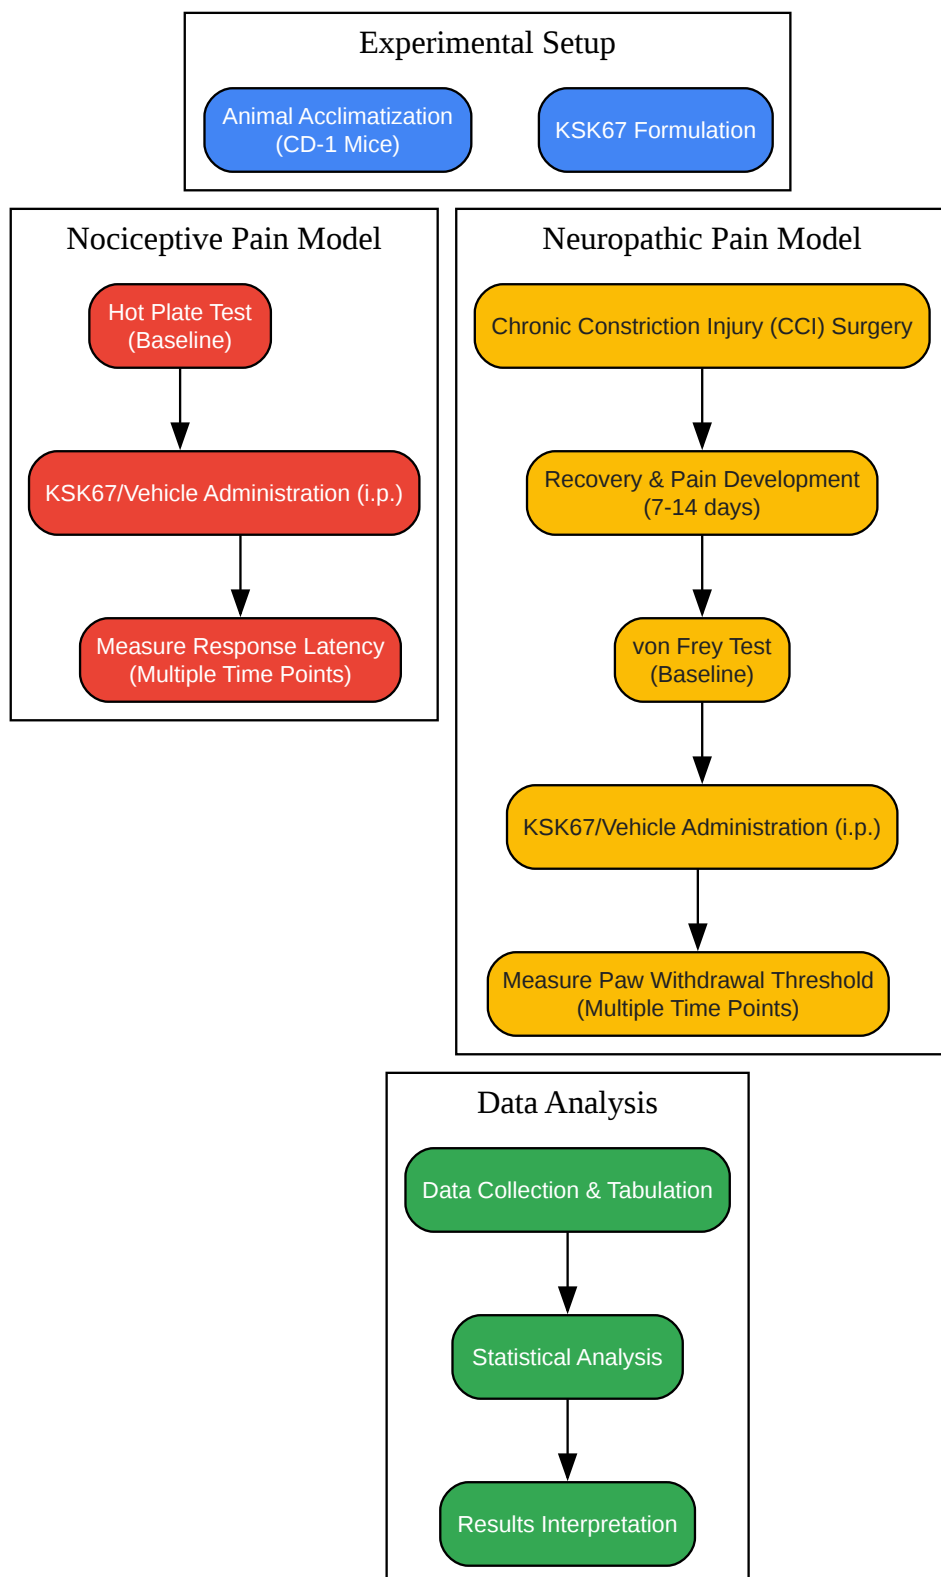 Experimental Setup
Animal Acclimatization
(CD-1 Mice)
KSK67 Formulation
Nociceptive Pain Model
Hot Plate Test
(Baseline)
KSK67/Vehicle Administration (i.p.)
Measure Response Latency
(Multiple Time Points)
Neuropathic Pain Model
Chronic Constriction Injury (CCI) Surgery
Recovery & Pain Development
(7-14 days)
von Frey Test
(Baseline)
KSK67/Vehicle Administration (i.p.)
Measure Paw Withdrawal Threshold
(Multiple Time Points)
Data Analysis
Data Collection & Tabulation
Statistical Analysis
Results Interpretation